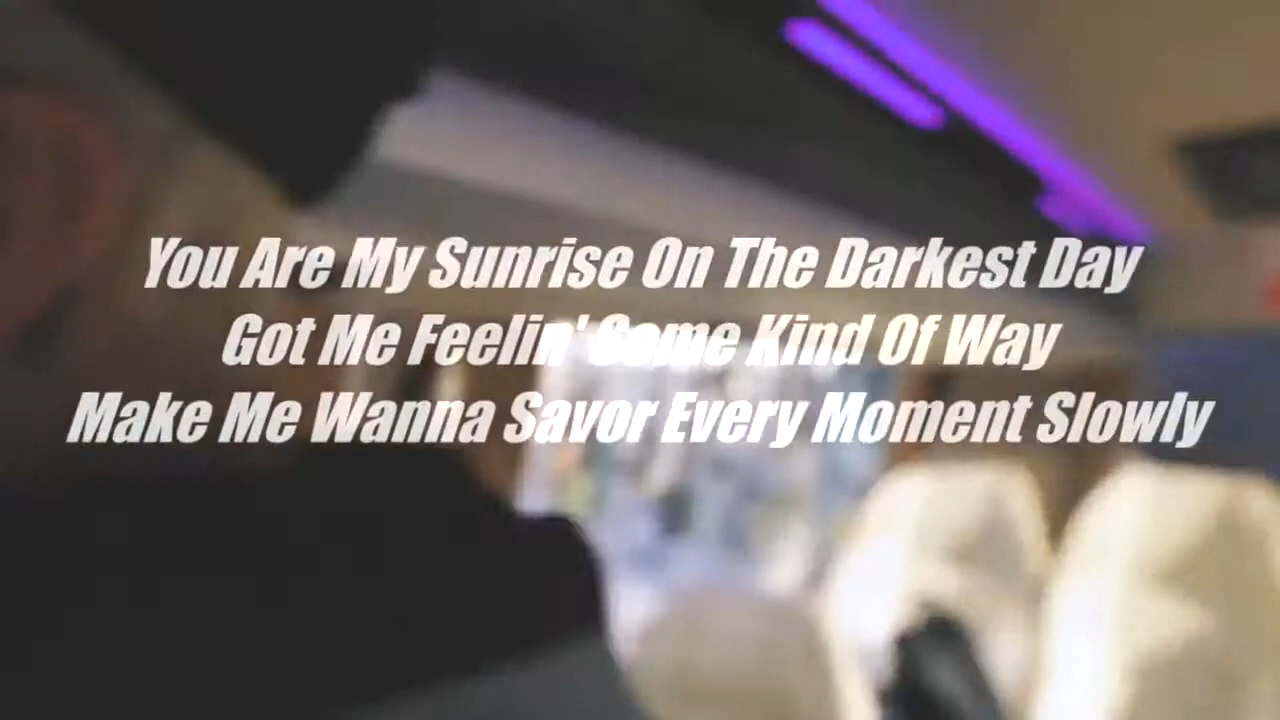 You Are My Sunrise On The Darkest Day
Got Me Feelin' Some Kind Of Way
Make Me Wanna Savor Every Moment Slowly